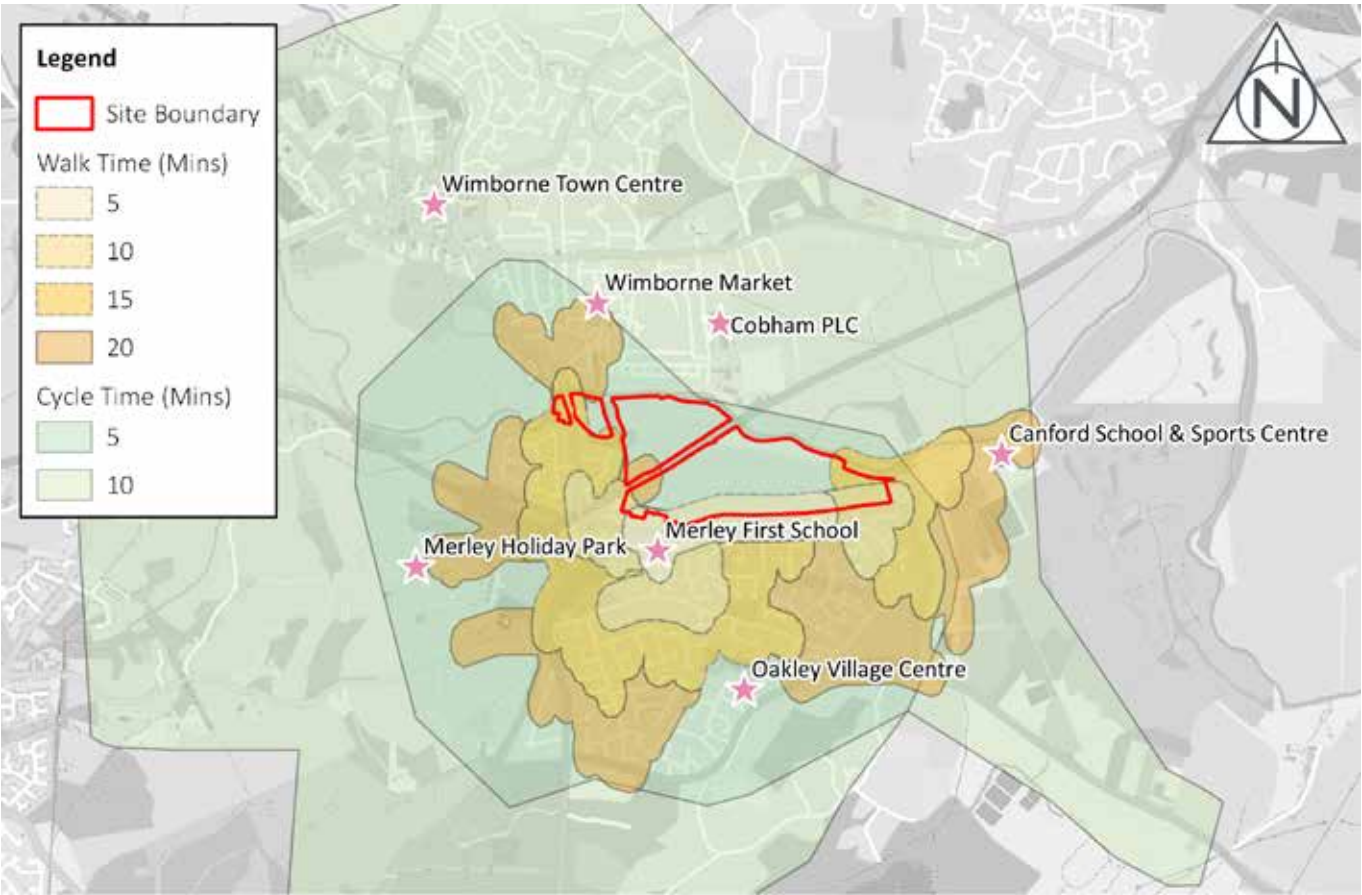 Legend
Site Boundary
Walk Time (Mins)
5
10
15
20
Cycle Time (Mins)
5
10
N
Wimborne Town Centre
Wimborne Market
Cobham PLC
Canford School & Sports Centre
Merley First School
Merley Holiday Park
Oakley Village Centre